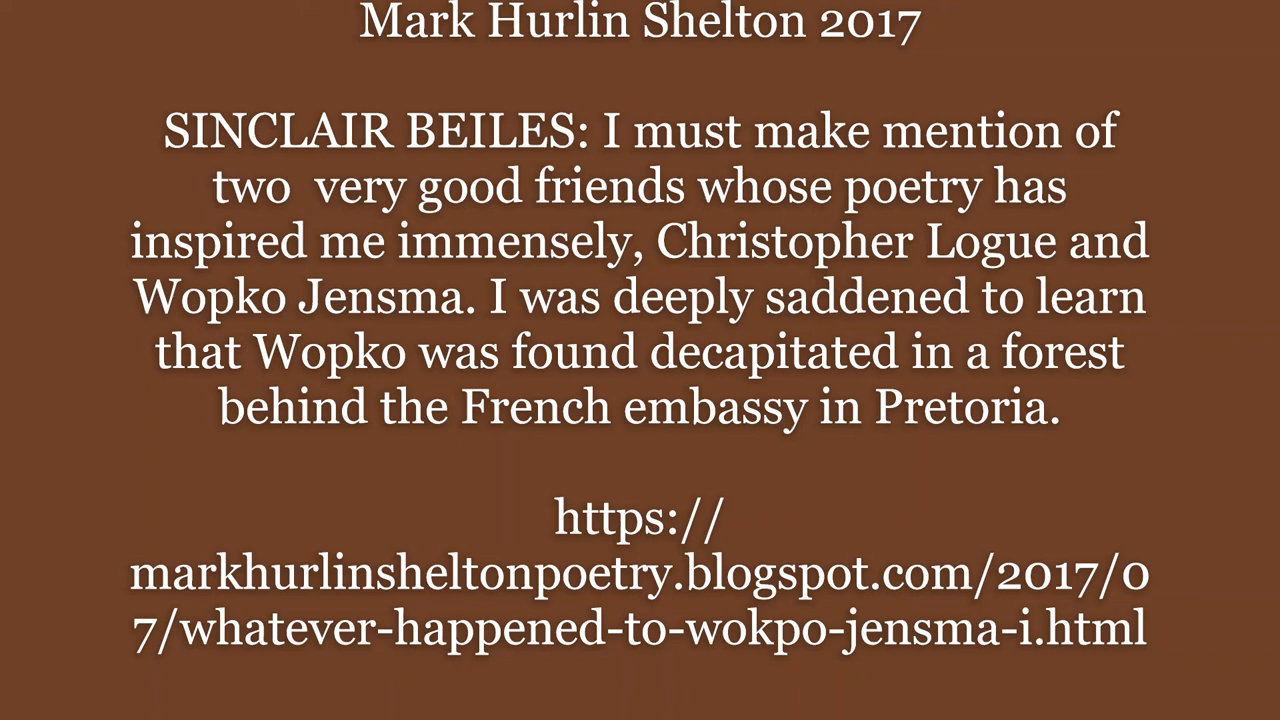 Mark Hurlin Shelton 2017
SINCLAIR BEILES: I must make mention of
two  very good friends whose poetry has
inspired me immensely, Christopher Logue and
Wopko Jensma. I was deeply saddened to learn
that Wopko was found decapitated in a forest
behind the French embassy in Pretoria.
https://
markhurlinsheltonpoetry.blogspot.com/2017/0
7/whatever-happened-to-wokpo-jensma-i.html